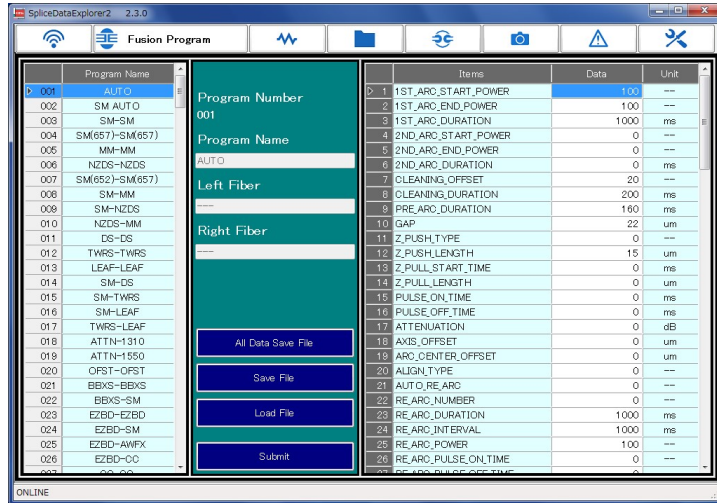 SpliceDataExplorer2 2.3.0
Fusion Program
Program Name
001 AUTO
002 SM AUTO
003 SM-SM
004 SM(657)-SM(657)
005 MM-MM
006 NZDS-NZDS
007 SM(652)-SM(657)
008 SM-MM
009 SM-NZDS
010 NZDS-MM
011 DS-DS
012 TWRS-TWRS
013 LEAF-LEAF
014 SM-DS
015 SM-TWRS
016 SM-LEAF
017 TWRS-LEAF
018 ATTN-1310
019 ATTN-1550
020 OFST-OFST
021 BBXS-BBXS
022 BBXS-SM
023 EZBD-EZBD
024 EZBD-SM
025 EZBD-AWFX
026 EZBD-CC
027 CC-CC
Program Number
001
Program Name
AUTO
Left Fiber
---
Right Fiber
---
All Data Save File
Save File
Load File
Submit
Items Data Unit
1 1ST_ARC_START_POWER 100 --
2 1ST_ARC_END_POWER 100 --
3 1ST_ARC_DURATION 1000 ms
4 2ND_ARC_START_POWER 0 --
5 2ND_ARC_END_POWER 0 --
6 2ND_ARC_DURATION 0 ms
7 CLEANING_OFFSET 20 --
8 CLEANING_DURATION 200 ms
9 PRE_ARC_DURATION 160 ms
10 GAP 22 um
11 Z_PUSH_TYPE 0 --
12 Z_PUSH_LENGTH 15 um
13 Z_PULL_START_TIME 0 ms
14 Z_PULL_LENGTH 0 um
15 PULSE_ON_TIME 0 ms
16 PULSE_OFF_TIME 0 ms
17 ATTENUATION 0 dB
18 AXIS_OFFSET 0 um
19 ARC_CENTER_OFFSET 0 um
20 ALIGN_TYPE 0 --
21 AUTO_RE_ARC 0 --
22 RE_ARC_NUMBER 0 --
23 RE_ARC_DURATION 1000 ms
24 RE_ARC_INTERVAL 1000 ms
25 RE_ARC_POWER 100 --
26 RE_ARC_PULSE_ON_TIME 0 ms
27 RE_ARC_PULSE_OFF_TIME 0 ms
ONLINE